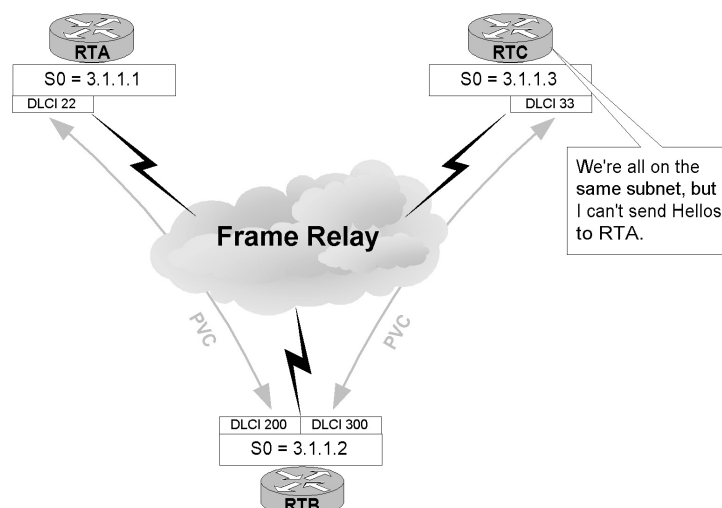 RTA
S0 = 3.1.1.1
DLCI 22
RTC
S0 = 3.1.1.3
DLCI 33
We're all on the
same subnet, but
I can't send Hellos
to RTA.
Frame Relay
PVC
PVC
DLCI 200
DLCI 300
S0 = 3.1.1.2
RTB